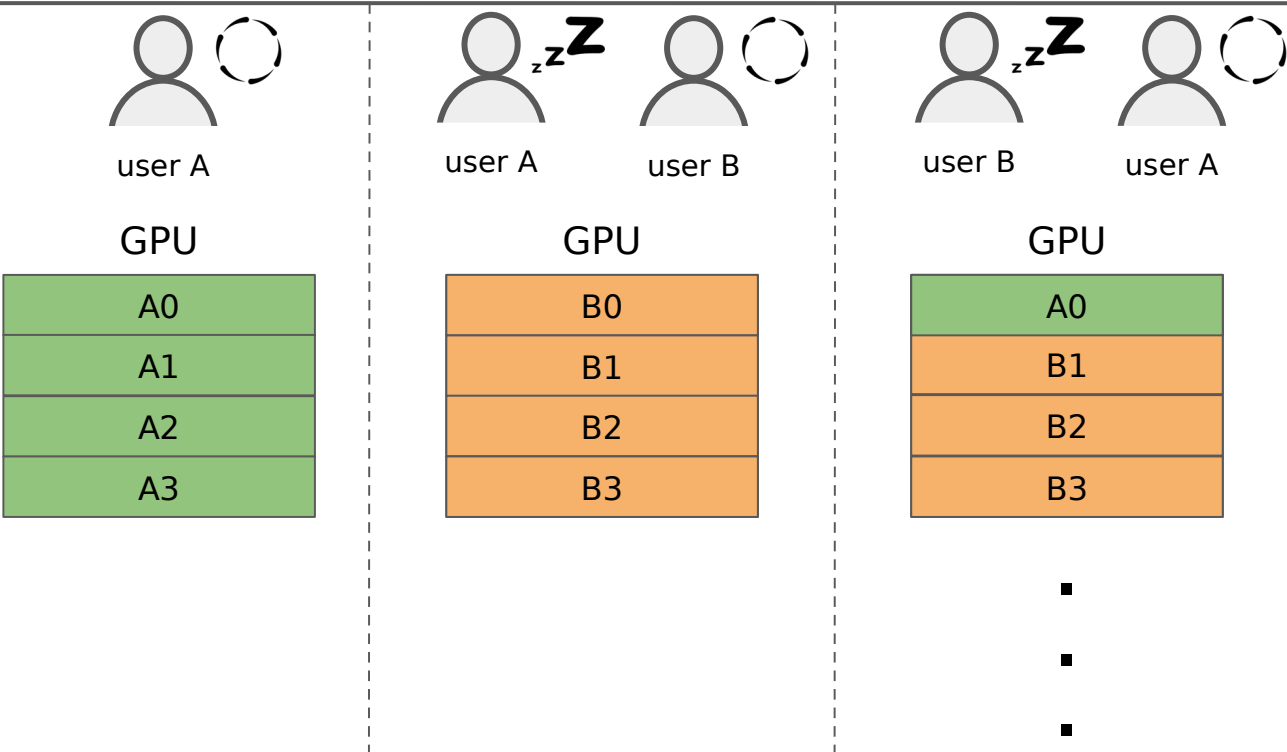 user A
GPU
A0
A1
A2
A3
z z Z
user A
user B
GPU
B0
B1
B2
B3
z z Z
user B
user A
GPU
A0
B1
B2
B3